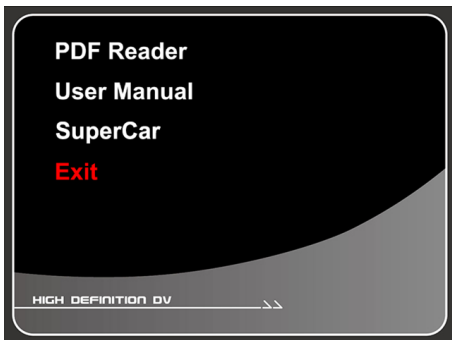 PDF Reader
User Manual
SuperCar
Exit
HIGH DEFINITION DV